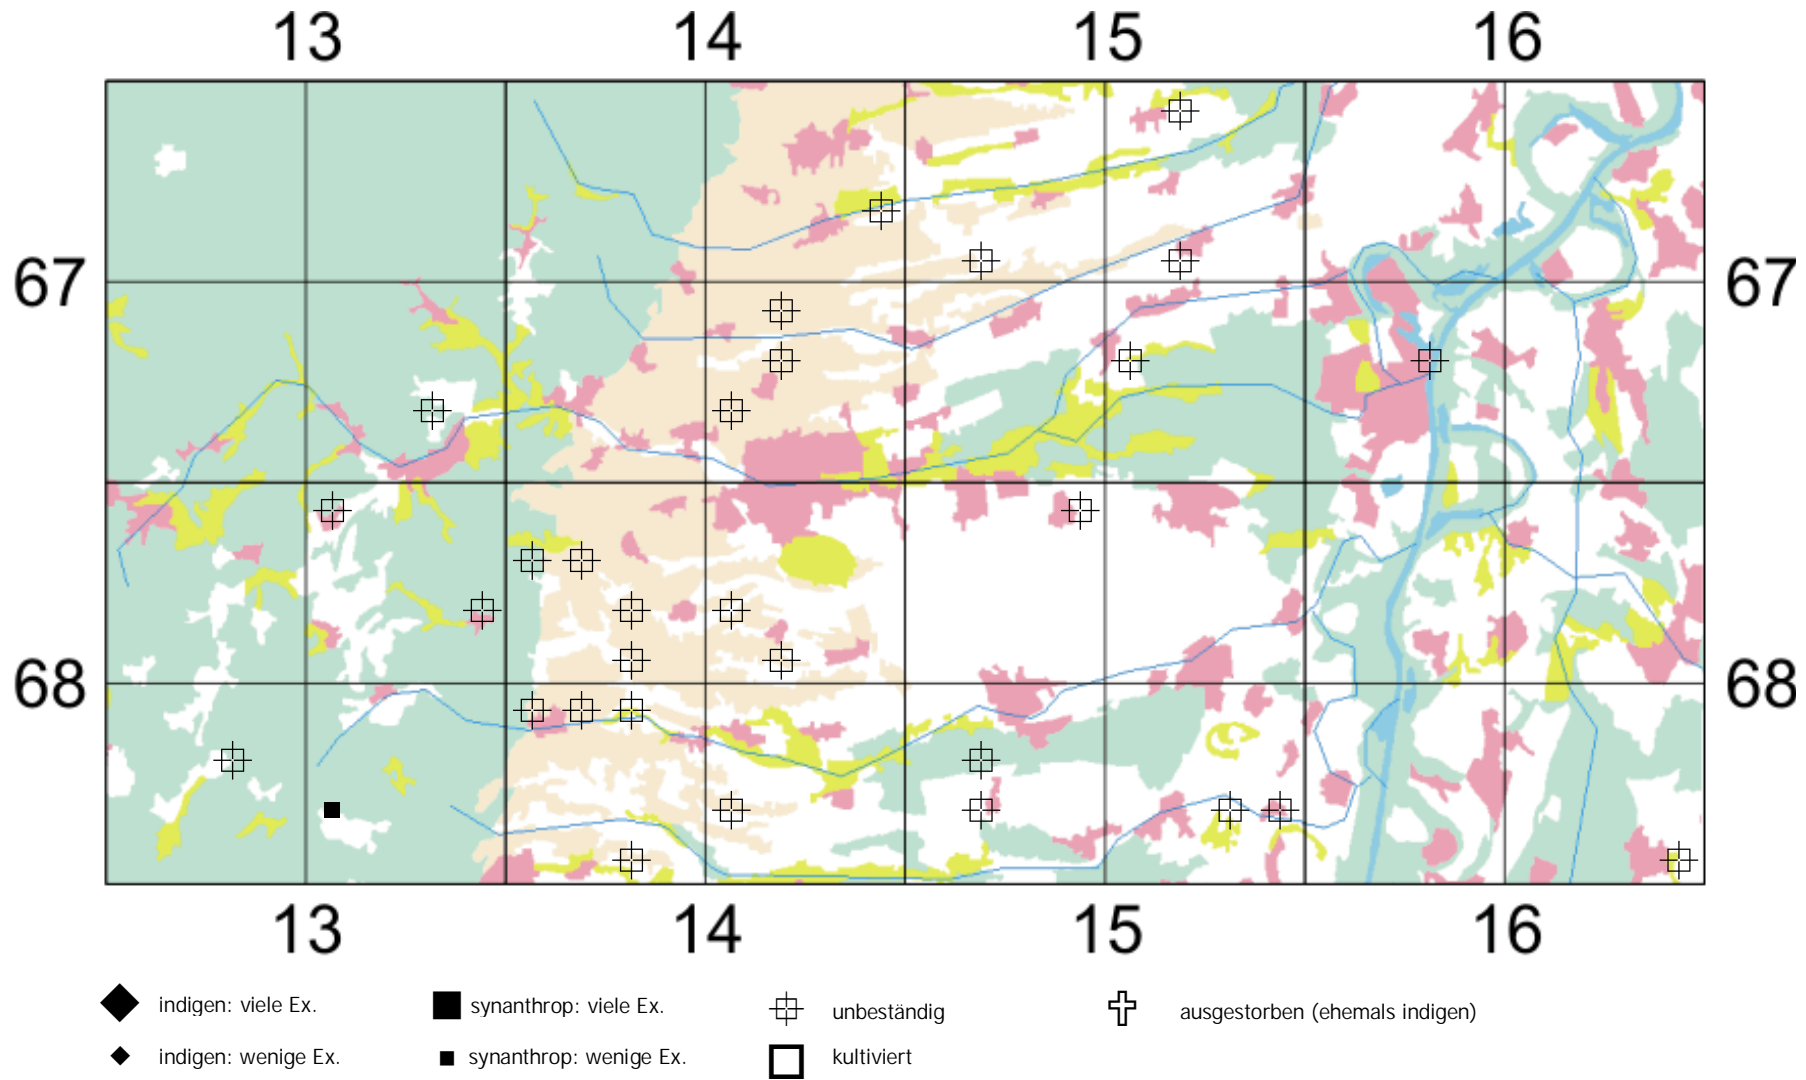 13 14 15 16
67 67
68 68
13 14 15 16
indigen: viele Ex. synanthrop: viele Ex. unbeständig ausgestorben (ehemals indigen)
indigen: wenige Ex. synanthrop: wenige Ex. kultiviert